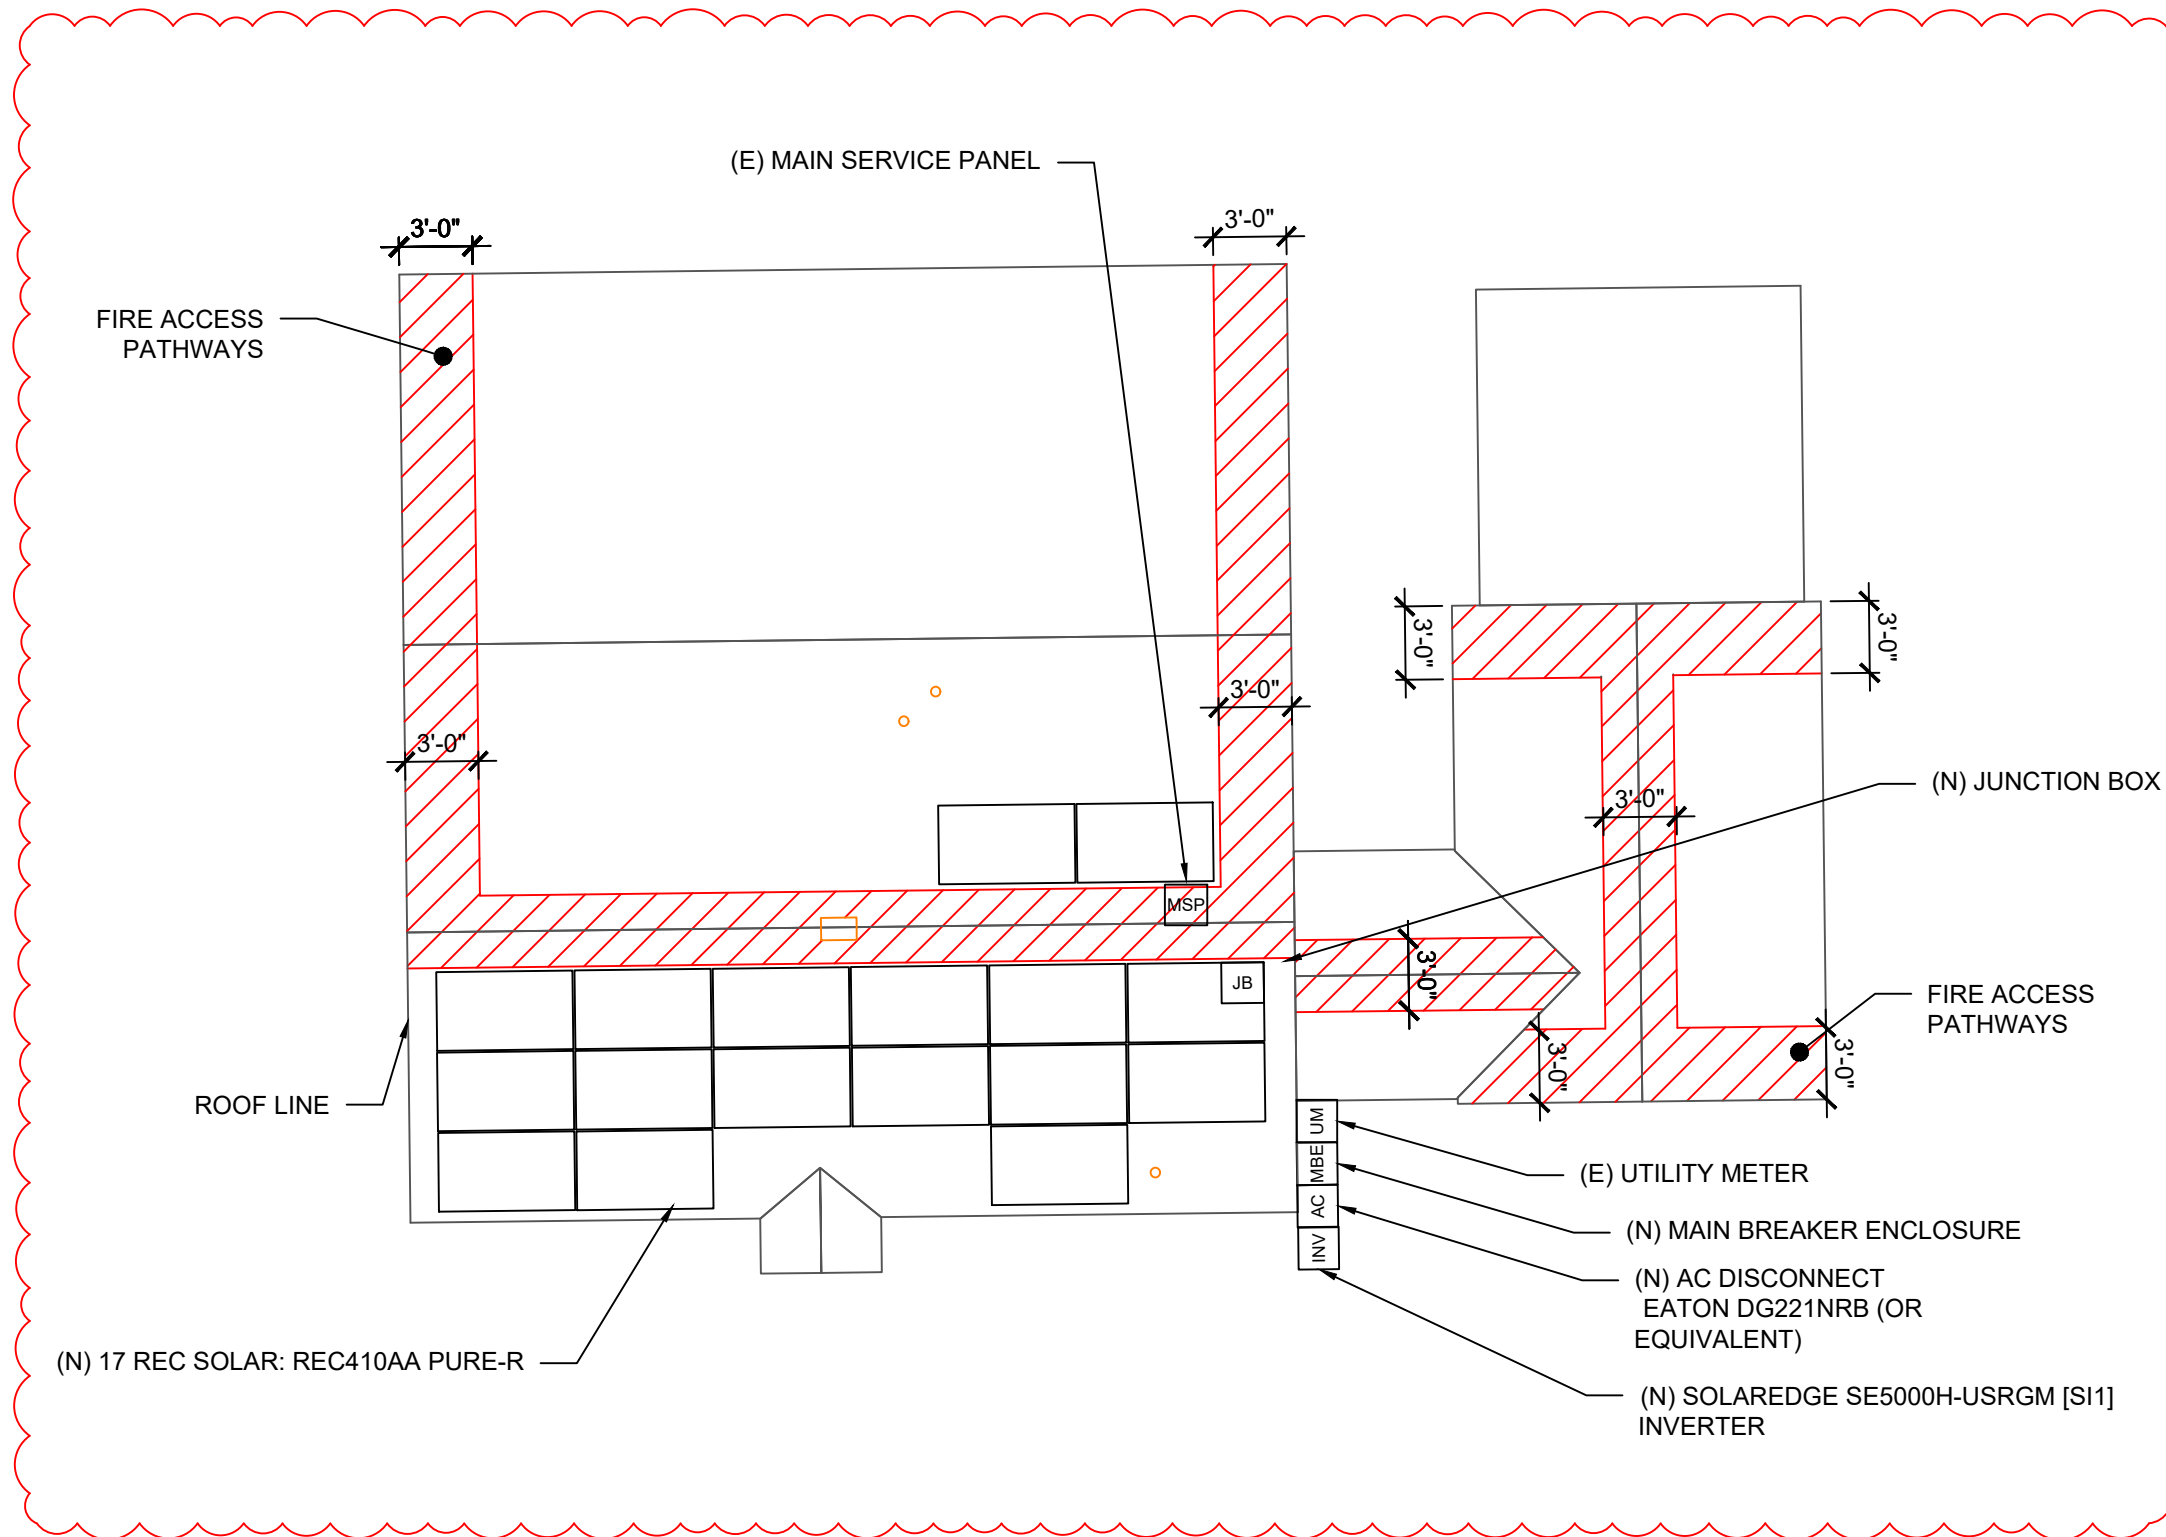 (E) MAIN SERVICE PANEL
3'-0"
3'-0"
FIRE ACCESS
PATHWAYS
3'-0"
3'-0"
3'-0"
3'-0"
(N) JUNCTION BOX
3'-0"
MSP
3'-0"
JB
FIRE ACCESS
PATHWAYS
3'-0"
3'-0"
ROOF LINE
UM
MBE
AC
INV
(E) UTILITY METER
(N) MAIN BREAKER ENCLOSURE
(N) AC DISCONNECT
EATON DG221NRB (OR
EQUIVALENT)
(N) 17 REC SOLAR: REC410AA PURE-R
(N) SOLAREDGE SE5000H-USRGM [SI1]
INVERTER